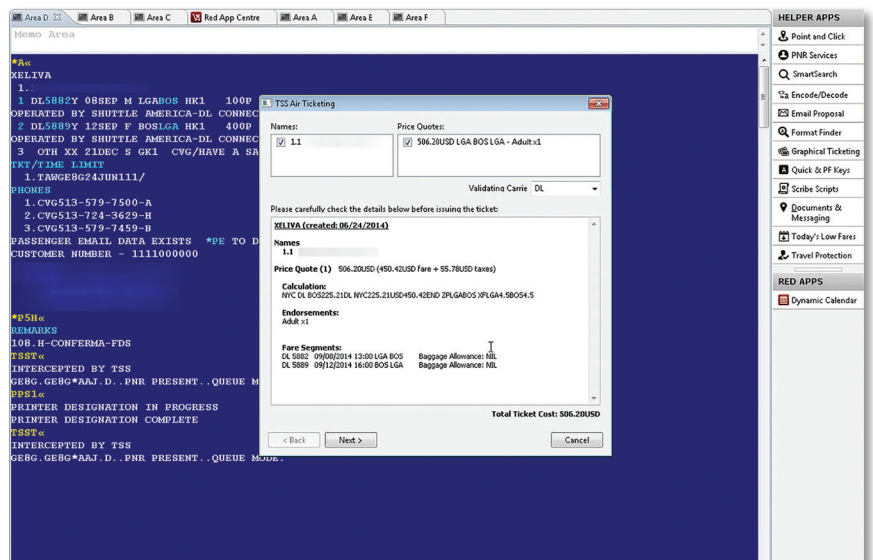 Area D
Area B
Area C
Red App Centre
Area A
Area E
Area F
Memo Area
*A«
XELIVA
1.
1 DL5882Y 08SEP M LGABOS HK1 100P
OPERATED BY SHUTTLE AMERICA-DL CONNEC
2 DL5889Y 12SEP F BOSLGA HK1 400P
OPERATED BY SHUTTLE AMERICA-DL CONNEC
3 OTH XX 21DEC S GK1 CVG/HAVE A SA
TKT/TIME LIMIT
1.TAWGE8G24JUN111/
PHONES
1.CVG513-579-7500-A
2.CVG513-724-3629-H
3.CVG513-579-7459-B
PASSENGER EMAIL DATA EXISTS *PE TO D
CUSTOMER NUMBER - 1111000000
*P5H«
REMARKS
108.H-CONFERMA-FDS
TSST«
INTERCEPTED BY TSS
GE8G.GE8G*AAJ.D..PNR PRESENT..QUEUE M
PPS1«
PRINTER DESIGNATION IN PROGRESS
PRINTER DESIGNATION COMPLETE
TSST«
INTERCEPTED BY TSS
GE8G.GE8G*AAJ.D..PNR PRESENT..QUEUE MODE.
TSS Air Ticketing
Names:
Price Quotes:
1.1
506.20USD LGA BOS LGA - Adult x1
Validating Carrie DL
Please carefully check the details below before issuing the ticket:
XELIVA (created: 06/24/2014)
Names
1.1
Price Quote (1) 506.20USD (450.42USD fare + 55.78USD taxes)
Calculation:
NYC DL BOS225.21DL NYC225.21USD450.42END ZPLGABOS XFLGA4.5BOS4.5
Endorsements:
Adult x1
Fare Segments:
DL 5882 09/08/2014 13:00 LGA BOS Baggage Allowance: NIL
DL 5889 09/12/2014 16:00 BOS LGA Baggage Allowance: NIL
Total Ticket Cost: 506.20USD
< Back
Next >
Cancel
HELPER APPS
Point and Click
PNR Services
SmartSearch
Encode/Decode
Email Proposal
Format Finder
Graphical Ticketing
Quick & PF Keys
Scribe Scripts
Documents &
Messaging
Today's Low Fares
Travel Protection
RED APPS
Dynamic Calendar